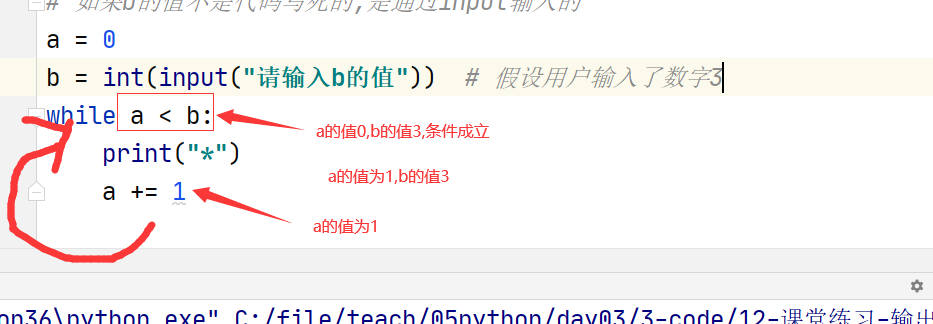 # 如果b的值不是代码写死的,是通过input输入的
a = 0
b = int(input("请输入b的值"))  # 假设用户输入了数字3
while a < b:
a的值0,b的值3,条件成立
print("*")
a的值为1,b的值3
a += 1
a的值为1
on36\python.exe" C:/file/teach/05python/day03/3-code/12-课堂练习-输出